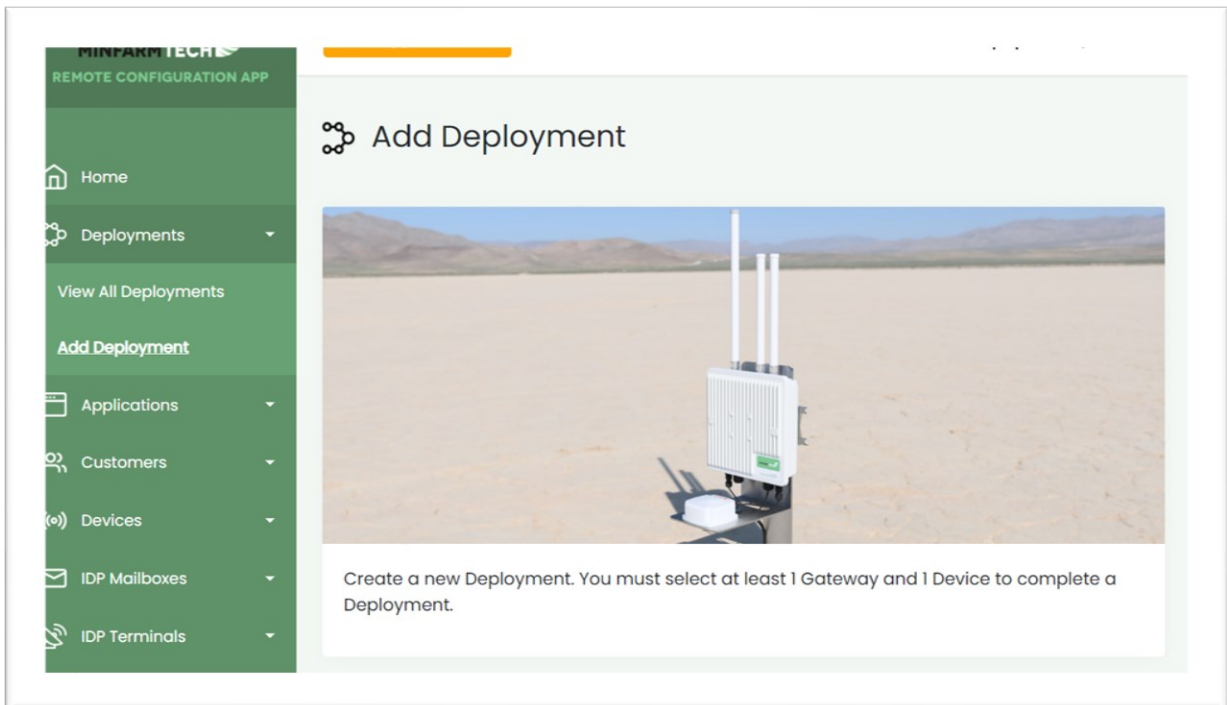 MINFARM TECH
REMOTE CONFIGURATION APP
Home
Deployments
View All Deployments
Add Deployment
Applications
Customers
Devices
IDP Mailboxes
IDP Terminals
Add Deployment
Create a new Deployment. You must select at least 1 Gateway and 1 Device to complete a
Deployment.